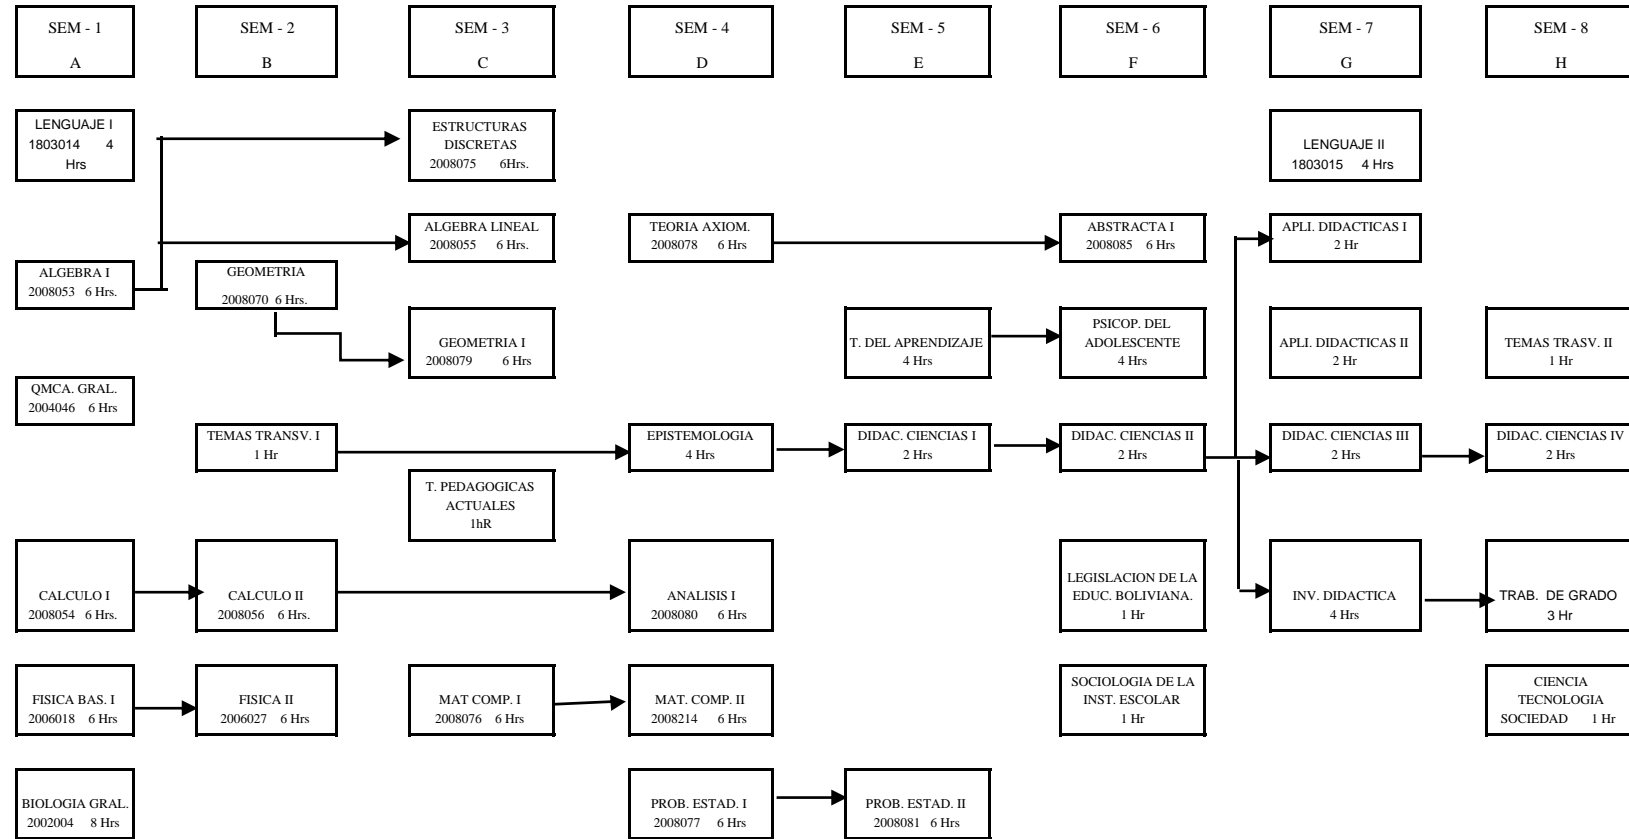 SEM - 1
A
SEM - 2
B
SEM - 3
C
SEM - 4
D
SEM - 5
E
SEM - 6
F
SEM - 7
G
SEM - 8
H
LENGUAJE I
1803014 4
Hrs
ESTRUCTURAS
DISCRETAS
2008075 6Hrs.
LENGUAJE II
1803015 4 Hrs
ALGEBRA LINEAL
2008055 6 Hrs.
TEORIA AXIOM.
2008078 6 Hrs
ABSTRACTA I
2008085 6 Hrs
APLI. DIDACTICAS I
2 Hr
ALGEBRA I
2008053 6 Hrs.
GEOMETRIA
2008070 6 Hrs.
GEOMETRIA I
2008079 6 Hrs
T. DEL APRENDIZAJE
4 Hrs
PSICOP. DEL
ADOLESCENTE
4 Hrs
APLI. DIDACTICAS II
2 Hr
TEMAS TRASV. II
1 Hr
QMCA. GRAL.
2004046 6 Hrs
TEMAS TRANSV. I
1 Hr
EPISTEMOLOGIA
4 Hrs
DIDAC. CIENCIAS I
2 Hrs
DIDAC. CIENCIAS II
2 Hrs
DIDAC. CIENCIAS III
2 Hrs
DIDAC. CIENCIAS IV
2 Hrs
T. PEDAGOGICAS
ACTUALES
1hR
CALCULO I
2008054 6 Hrs.
CALCULO II
2008056 6 Hrs.
ANALISIS I
2008080 6 Hrs
LEGISLACION DE LA
EDUC. BOLIVIANA.
1 Hr
INV. DIDACTICA
4 Hrs
TRAB. DE GRADO
3 Hr
FISICA BAS. I
2006018 6 Hrs
FISICA II
2006027 6 Hrs
MAT COMP. I
2008076 6 Hrs
MAT. COMP. II
2008214 6 Hrs
SOCIOLOGIA DE LA
INST. ESCOLAR
1 Hr
CIENCIA
TECNOLOGIA
SOCIEDAD 1 Hr
BIOLOGIA GRAL.
2002004 8 Hrs
PROB. ESTAD. I
2008077 6 Hrs
PROB. ESTAD. II
2008081 6 Hrs